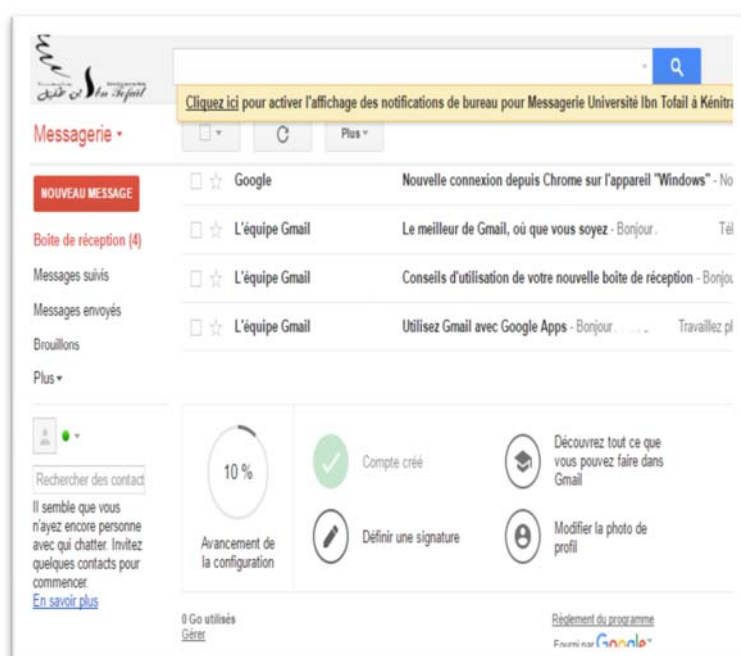 Ibn Tofail
Cliquez ici pour activer l'affichage des notifications de bureau pour Messagerie Université Ibn Tofail à Kénitra
Messagerie
Plus
NOUVEAU MESSAGE
Google Nouvelle connexion depuis Chrome sur l'appareil "Windows" - No
L'équipe Gmail Le meilleur de Gmail, où que vous soyez - Bonjour Tél
L'équipe Gmail Conseils d'utilisation de votre nouvelle boîte de réception - Bonjou
L'équipe Gmail Utilisez Gmail avec Google Apps - Bonjour Travaillez pl
Boîte de réception (4)
Messages suivis
Messages envoyés
Brouillons
Plus
Rechercher des contact
Il semble que vous
n'ayez encore personne
avec qui chatter. Invitez
quelques contacts pour
commencer.
En savoir plus
10 %
Avancement de
la configuration
Compte créé
Définir une signature
Découvrez tout ce que
vous pouvez faire dans
Gmail
Modifier la photo de
profil
0 Go utilisés
Gérer
Règlement du programme
Fourni par Google